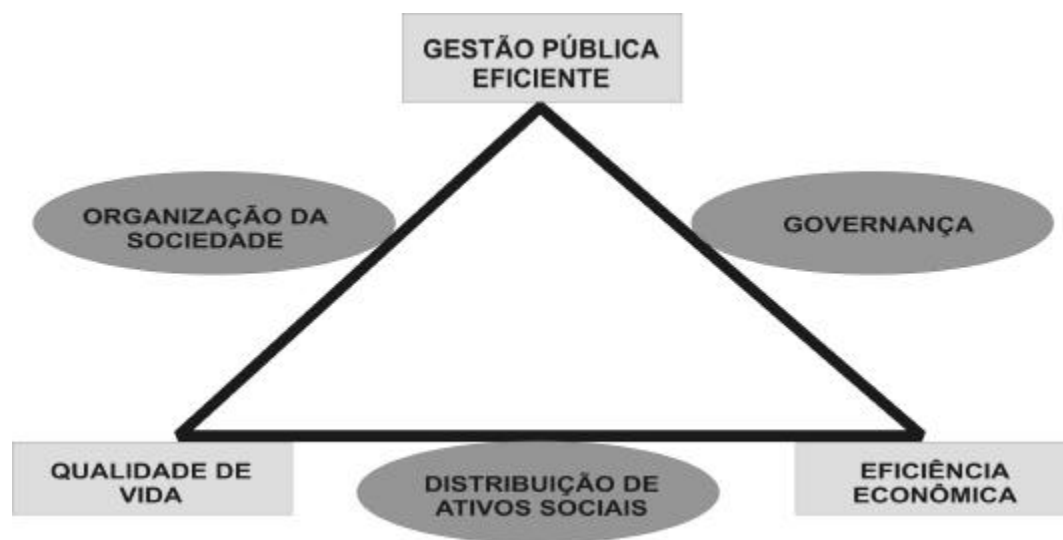 GESTÃO PÚBLICA
EFICIENTE
ORGANIZAÇÃO DA
SOCIEDADE
GOVERNANÇA
QUALIDADE DE
VIDA
DISTRIBUIÇÃO DE
ATIVOS SOCIAIS
EFICIÊNCIA
ECONÔMICA